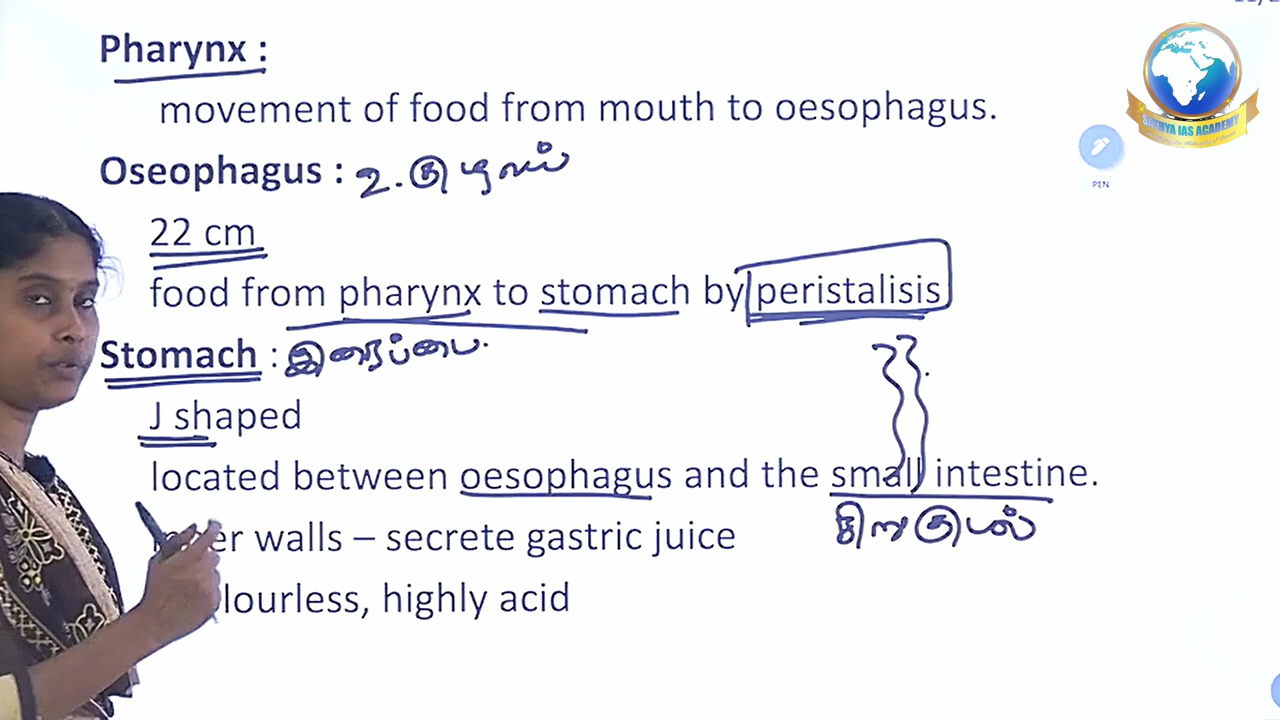 Pharynx :
movement of food from mouth to oesophagus.
Oseophagus : உ.குழல்
22 cm
food from pharynx to stomach by peristalisis
Stomach : இரைப்பை.
J shaped
located between oesophagus and the small intestine.
சிறுகுடல்
walls – secrete gastric juice
highly acid
SATHYA IAS ACADEMY
PEN